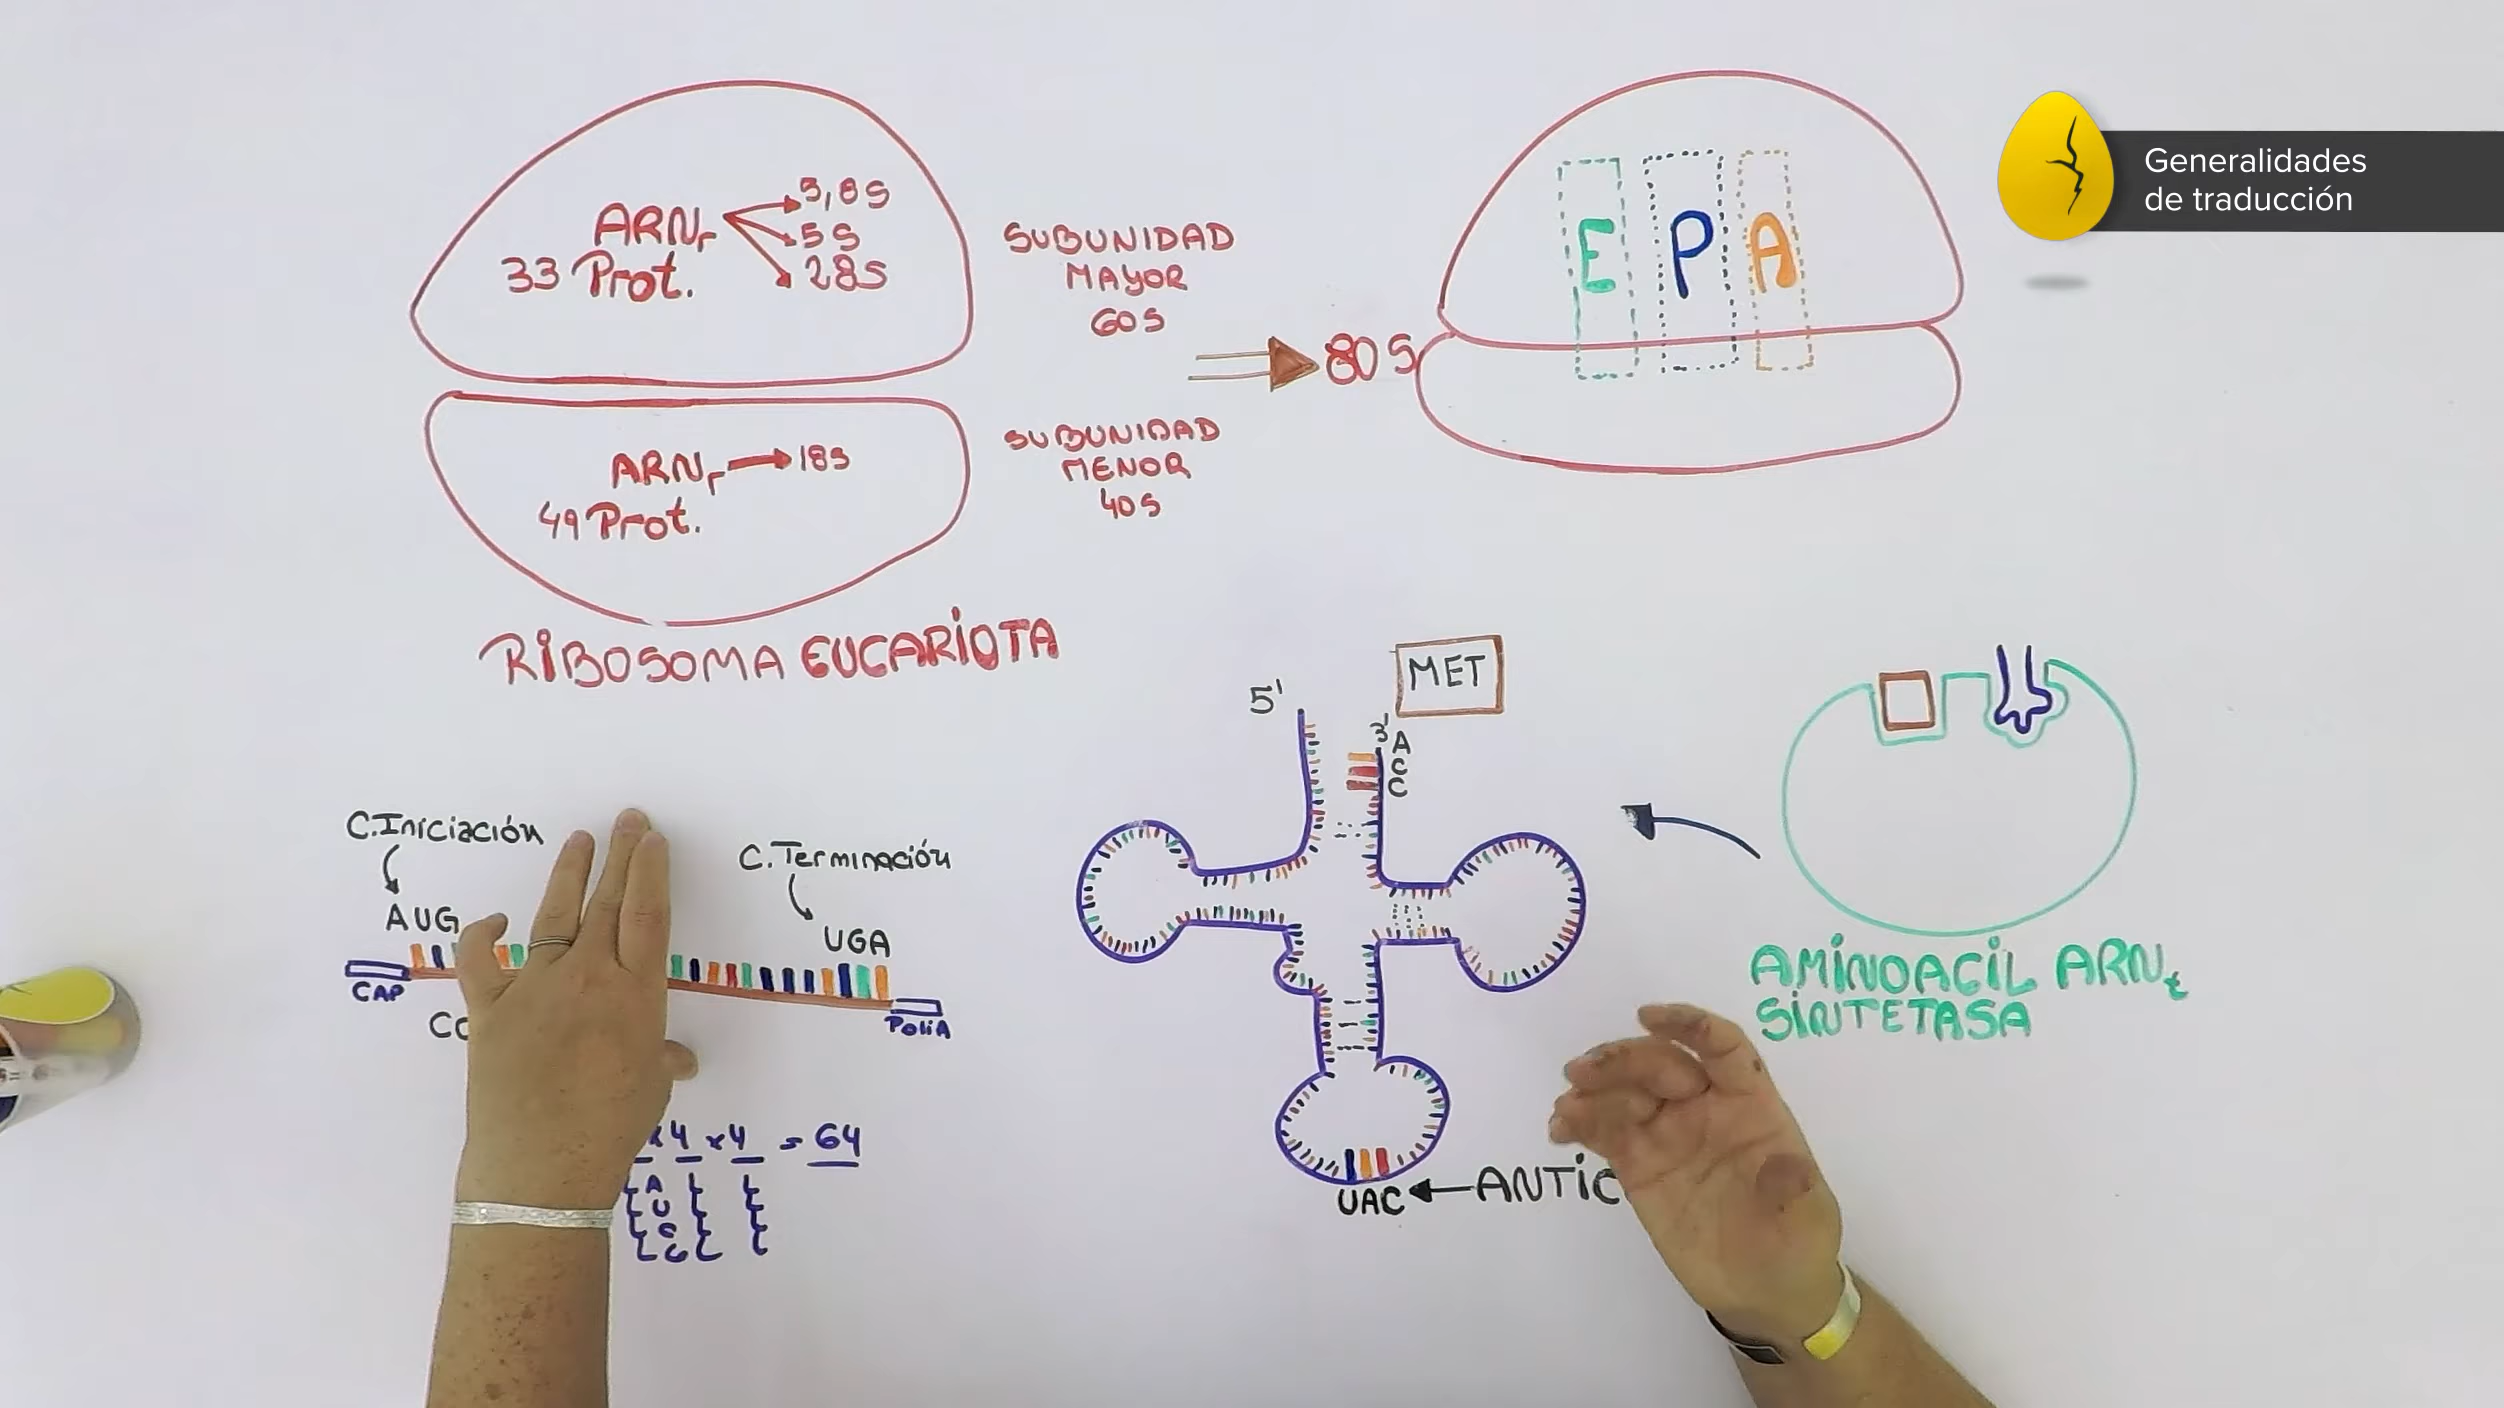 Generalidades
de traducción
ARNr
5,8S
5S
28S
33 Prot.
SUBUNIDAD
MAYOR
60S
ARNr
18S
49 Prot.
SUBUNIDAD
MENOR
40S
80S
E P A
RIBOSOMA EUCARIOTA
C.Iniciación
AUG
C.Terminación
UGA
CAP
PoliA
x4 x4 = 64
A
U
C
G
MET
5'
3'
A
C
C
UAC
AMINOACIL ARNt
SINTETASA